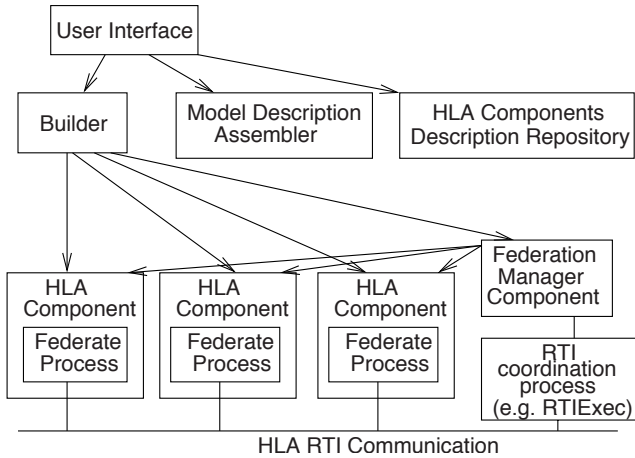 User Interface
Builder
Model Description
Assembler
HLA Components
Description Repository
HLA
Component
Federate
Process
HLA
Component
Federate
Process
HLA
Component
Federate
Process
Federation
Manager
Component
RTI
coordination
process
(e.g. RTIExec)
HLA RTI Communication